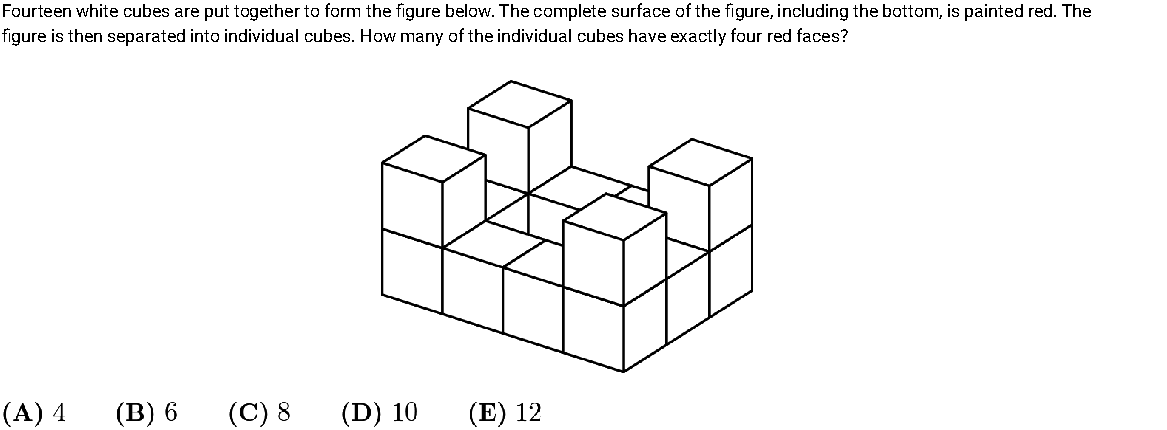 Fourteen white cubes are put together to form the figure below. The complete surface of the figure, including the bottom, is painted red. The
figure is then separated into individual cubes. How many of the individual cubes have exactly four red faces?
(A) 4 (B) 6 (C) 8 (D) 10 (E) 12